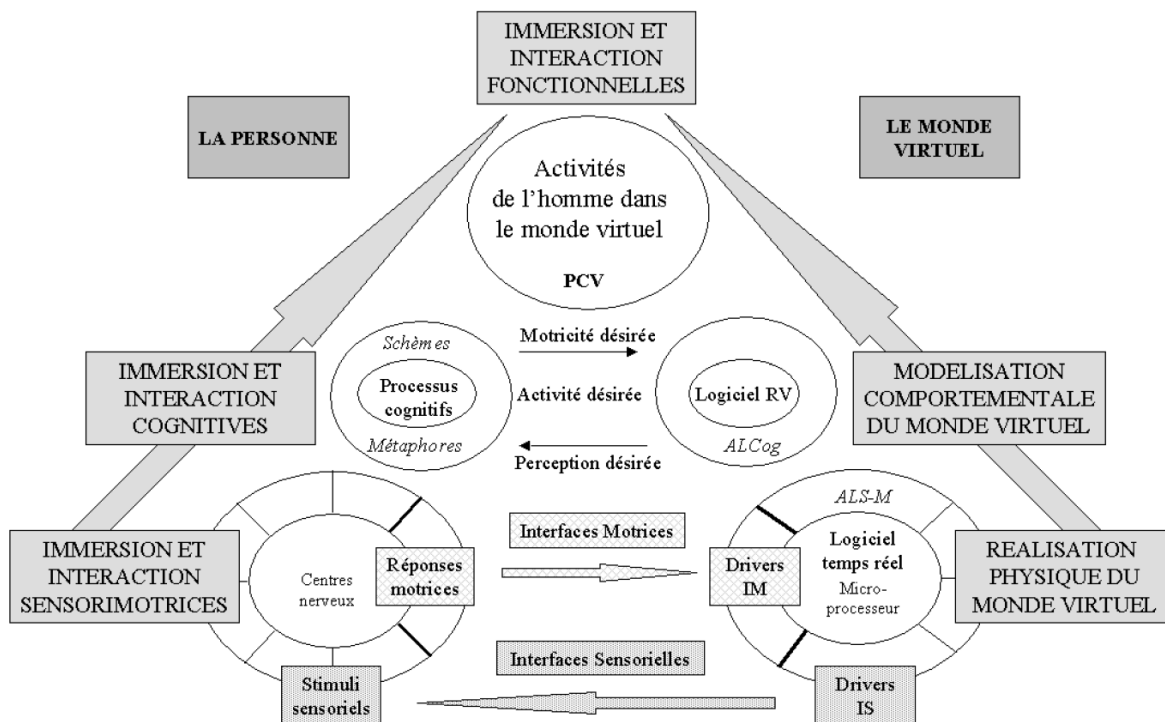 IMMERSION ET
INTERACTION
FONCTIONNELLES
LA PERSONNE
LE MONDE
VIRTUEL
Activités
de l'homme dans
le monde virtuel
PCV
Schèmes
Processus
cognitifs
Métaphores
Motricité désirée
Activité désirée
Perception désirée
Logiciel RV
ALCog
IMMERSION ET
INTERACTION
COGNITIVES
MODELISATION
COMPORTEMENTALE
DU MONDE VIRTUEL
IMMERSION ET
INTERACTION
SENSORIMOTRICES
Centres
nerveux
Réponses
motrices
Interfaces Motrices
Drivers
IM
ALS-M
Logiciel
temps réel
Micro-
processeur
REALISATION
PHYSIQUE DU
MONDE VIRTUEL
Stimuli
sensoriels
Interfaces Sensorielles
Drivers
IS